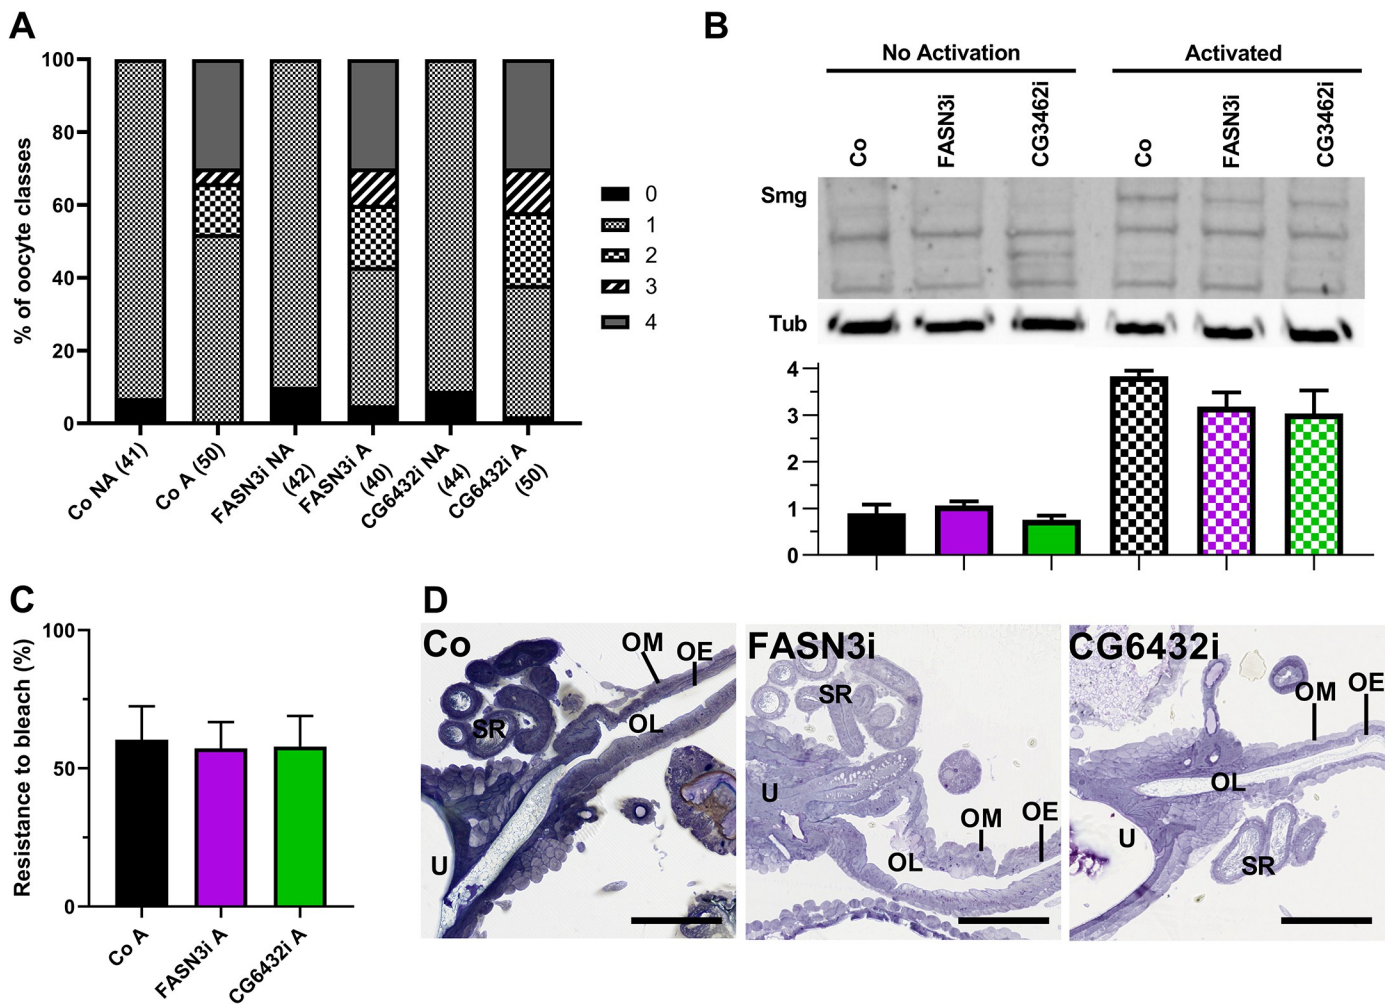 A
% of oocyte classes
100
80
60
40
20
0
0
1
2
3
4
Co NA (41)
Co A (50)
FASN3i NA
(42)
FASN3i A
(40)
CG6432i NA
(44)
CG6432i A
(50)
B
No Activation
Activated
Co
FASN3i
CG3462i
Co
FASN3i
CG3462i
Smg
Tub
4
3
2
1
0
C
Resistance to bleach (%)
100
50
0
Co A
FASN3i A
CG6432i A
D
Co
OM
OE
SR
OL
U
FASN3i
SR
U
OM
OE
OL
CG6432i
OM
OE
OL
U
SR